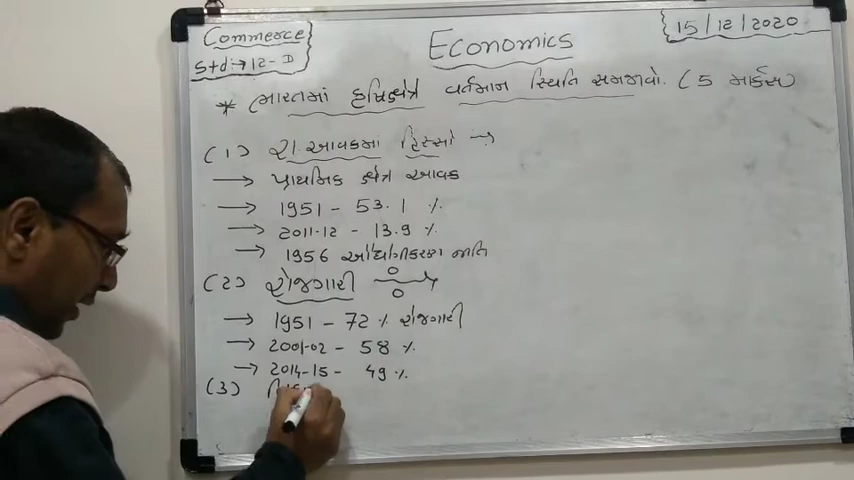 Commerce
Std:→ 12 - D
Economics
15/12/2020
* ભારતમાં કૃષિક્ષેત્રે વર્તમાન સ્થિતિ સમજાવો. (5 માર્કસ)
(1) રા. આવકમાં હિસ્સો →
→ પ્રાથમિક ક્ષેત્ર આવક
→ 1951 - 53.1 %
→ 2011-12 - 13.9 %
→ 1956 ઔદ્યોગીકરણ નીતિ
(2) રોજગારી
→ 1951 - 72 % રોજગારી
→ 2001-02 - 58 %
→ 2014-15 - 49 %
(3)